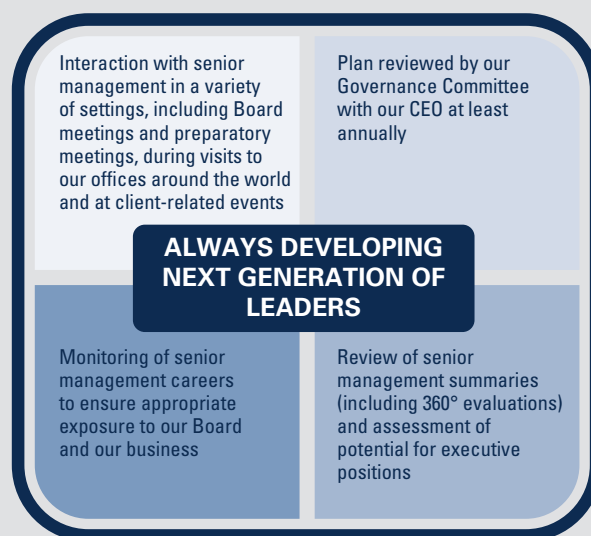 Interaction with senior
management in a variety
of settings, including Board
meetings and preparatory
meetings, during visits to
our offices around the world
and at client-related events
Plan reviewed by our
Governance Committee
with our CEO at least
annually
ALWAYS DEVELOPING
NEXT GENERATION OF
LEADERS
Monitoring of senior
management careers
to ensure appropriate
exposure to our Board
and our business
Review of senior
management summaries
(including 360° evaluations)
and assessment of
potential for executive
positions